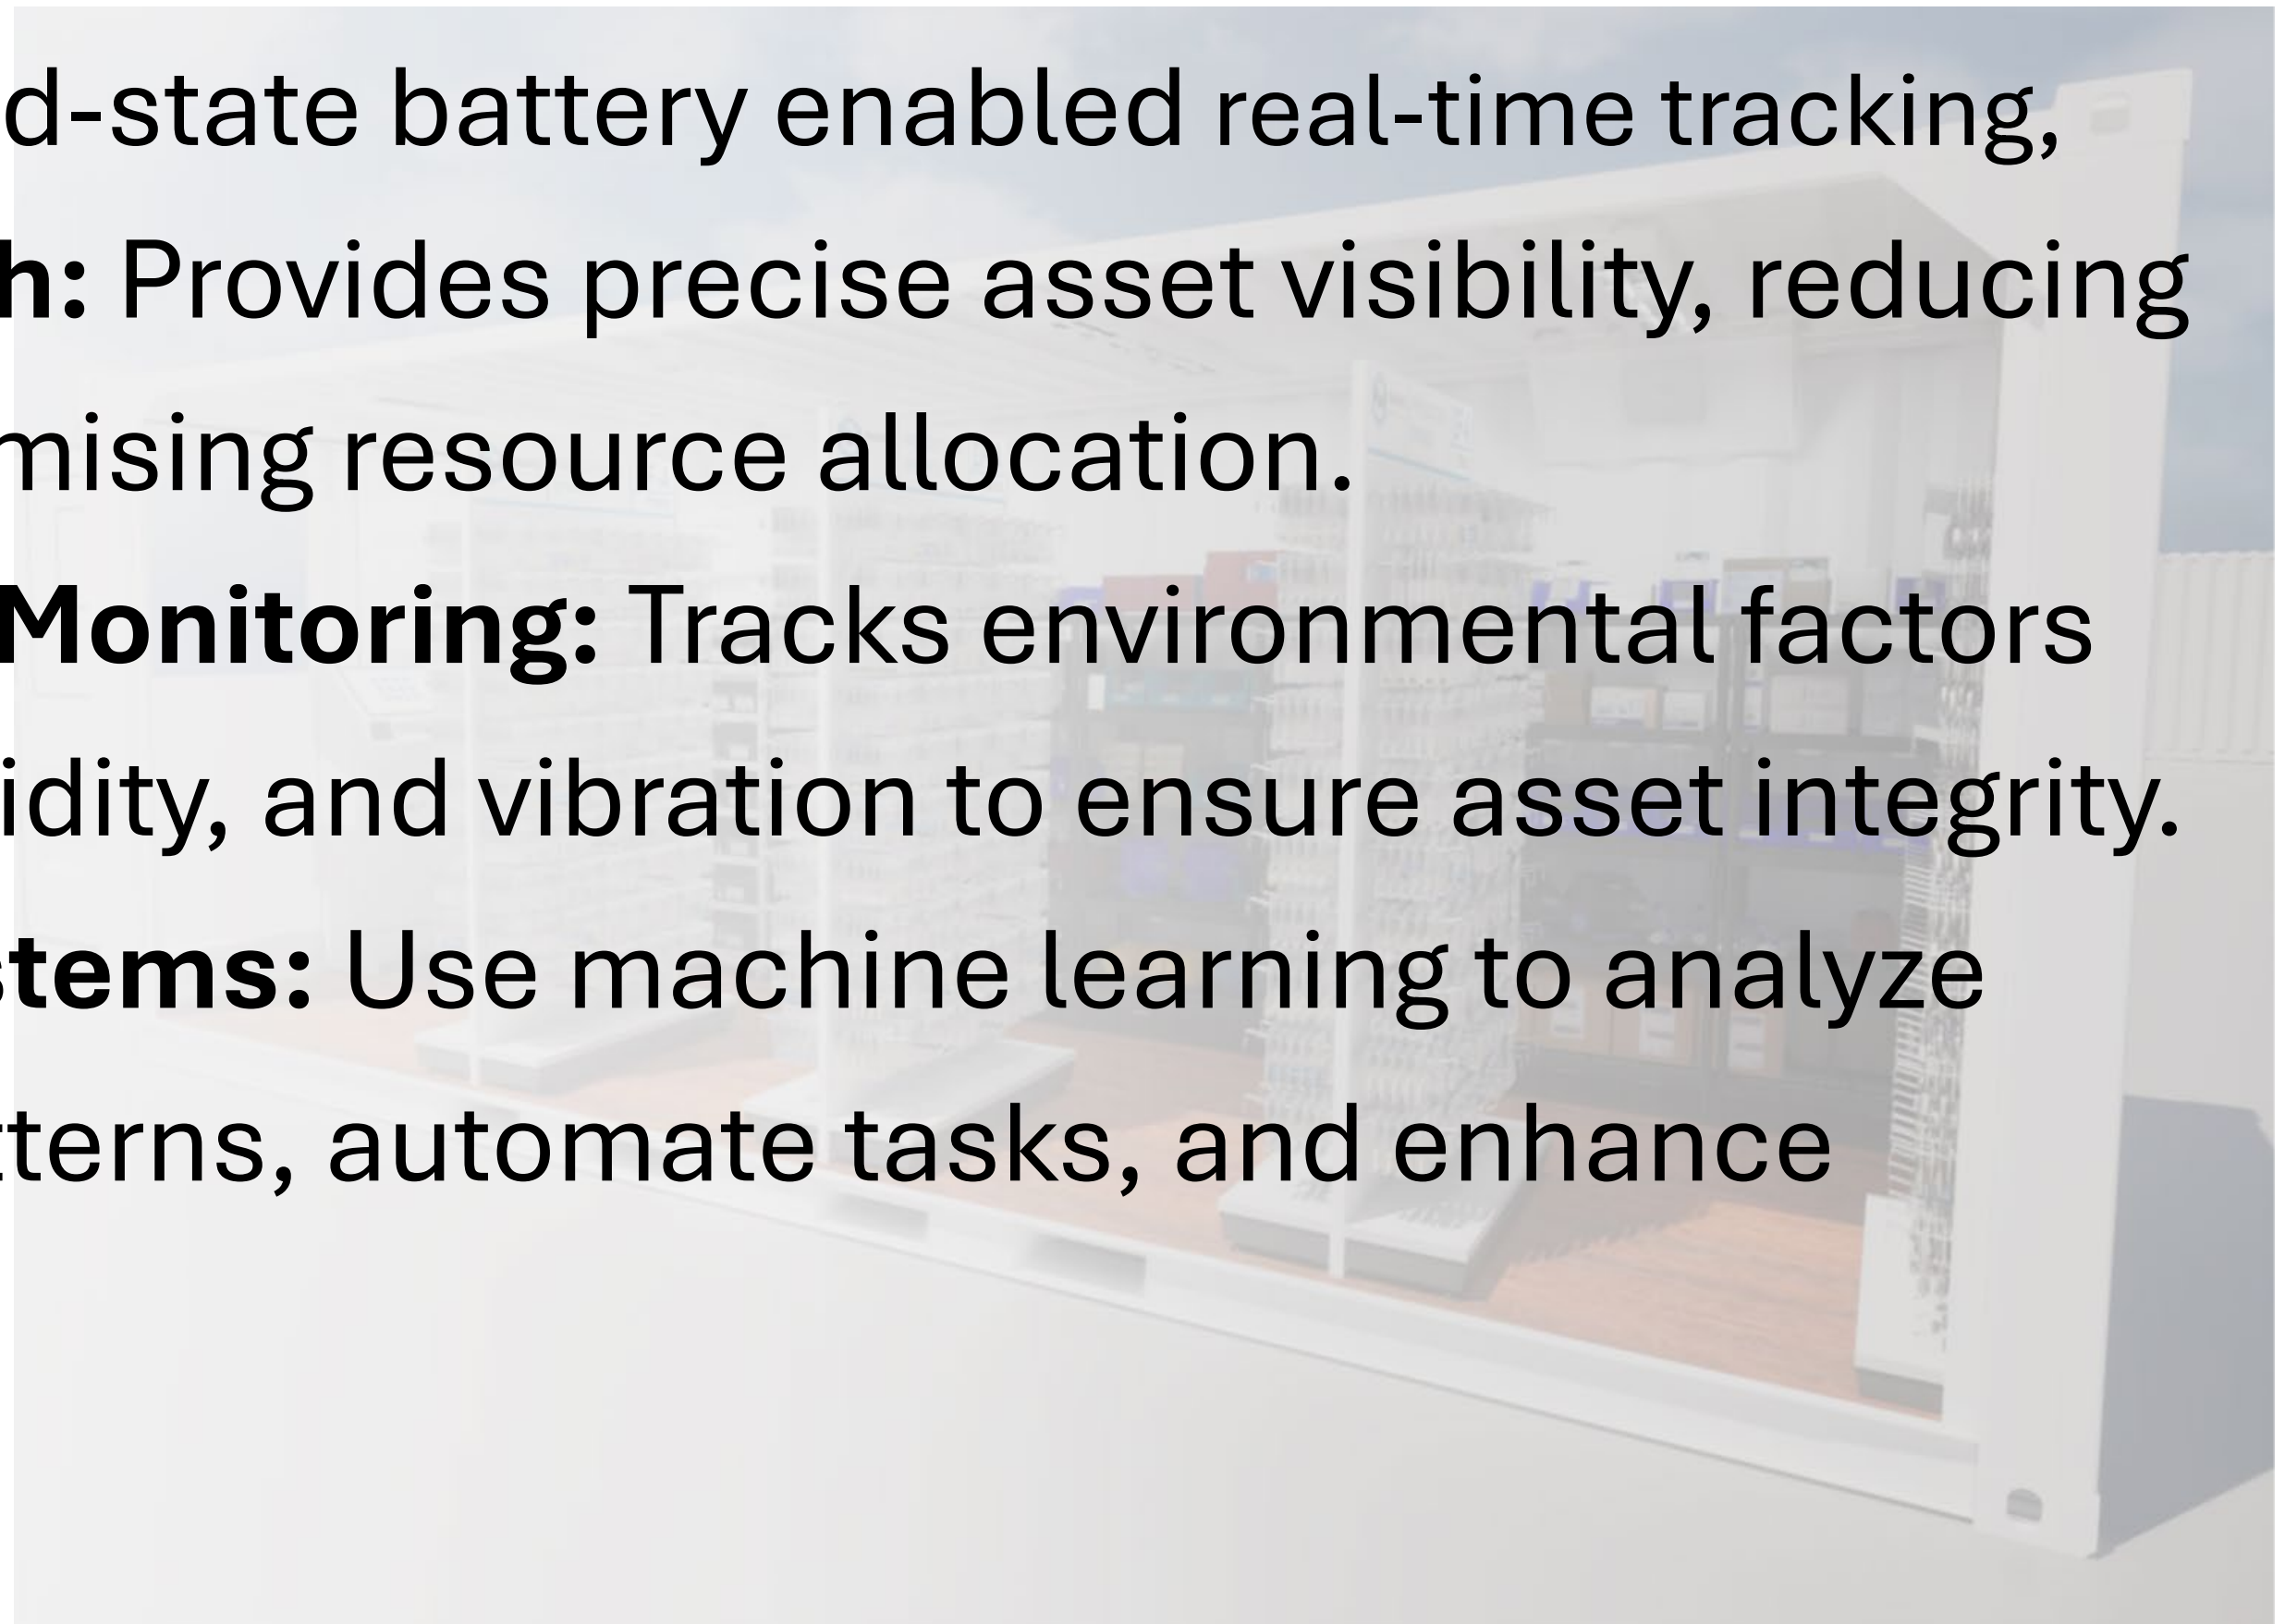 d-state battery enabled real-time tracking,
h: Provides precise asset visibility, reducing
mising resource allocation.
Monitoring: Tracks environmental factors
idity, and vibration to ensure asset integrity.
stems: Use machine learning to analyze
tterns, automate tasks, and enhance